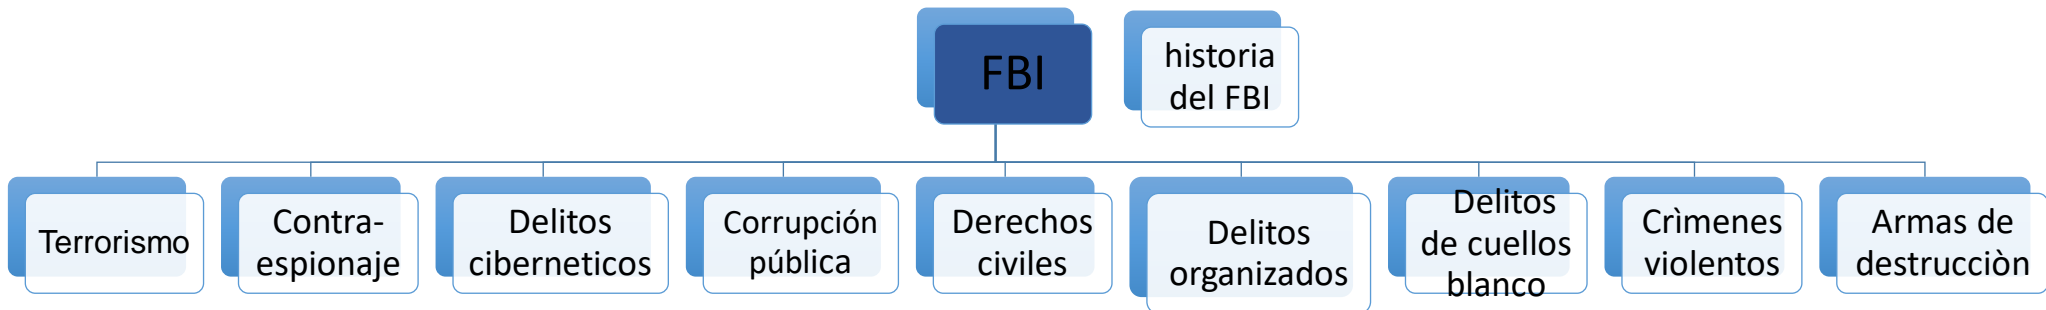 FBI
historia
del FBI
Terrorismo
Contra-
espionaje
Delitos
ciberneticos
Corrupción
pública
Derechos
civiles
Delitos
organizados
Delitos
de cuellos
blanco
Crìmenes
violentos
Armas de
destrucciòn